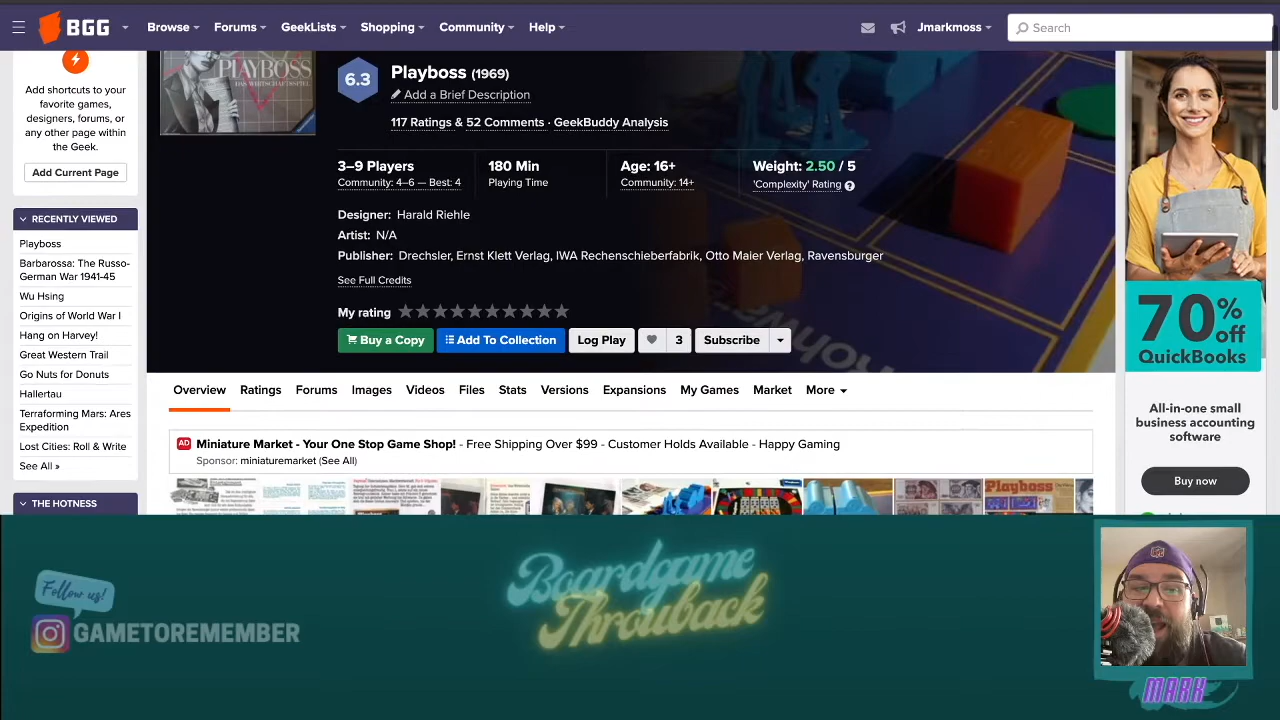 BGG
Browse
Forums
GeekLists
Shopping
Community
Help
Jmarkmoss
Search
Add shortcuts to your
favorite games,
designers, forums, or
any other page within
the Geek.
Add Current Page
RECENTLY VIEWED
Playboss
Barbarossa: The Russo-
German War 1941-45
Wu Hsing
Origins of World War I
Hang on Harvey!
Great Western Trail
Go Nuts for Donuts
Hallertau
Terraforming Mars: Ares
Expedition
Lost Cities: Roll & Write
See All »
THE HOTNESS
PLAYBOSS
DAS WIRTSCHAFTSSPIEL
6.3
Playboss (1969)
Add a Brief Description
117 Ratings & 52 Comments · GeekBuddy Analysis
3–9 Players
Community: 4–6 — Best: 4
180 Min
Playing Time
Age: 16+
Community: 14+
Weight: 2.50 / 5
'Complexity' Rating
Designer: Harald Riehle
Artist: N/A
Publisher: Drechsler, Ernst Klett Verlag, IWA Rechenschieberfabrik, Otto Maier Verlag, Ravensburger
See Full Credits
My rating
Buy a Copy
Add To Collection
Log Play
3
Subscribe
Overview
Ratings
Forums
Images
Videos
Files
Stats
Versions
Expansions
My Games
Market
More
AD Miniature Market - Your One Stop Game Shop! - Free Shipping Over $99 - Customer Holds Available - Happy Gaming
Sponsor: miniaturemarket (See All)
Playboss
70% off
QuickBooks
All-in-one small
business accounting
software
Buy now
Follow us!
GAMETOREMEMBER
Boardgame
Throwback
MARK